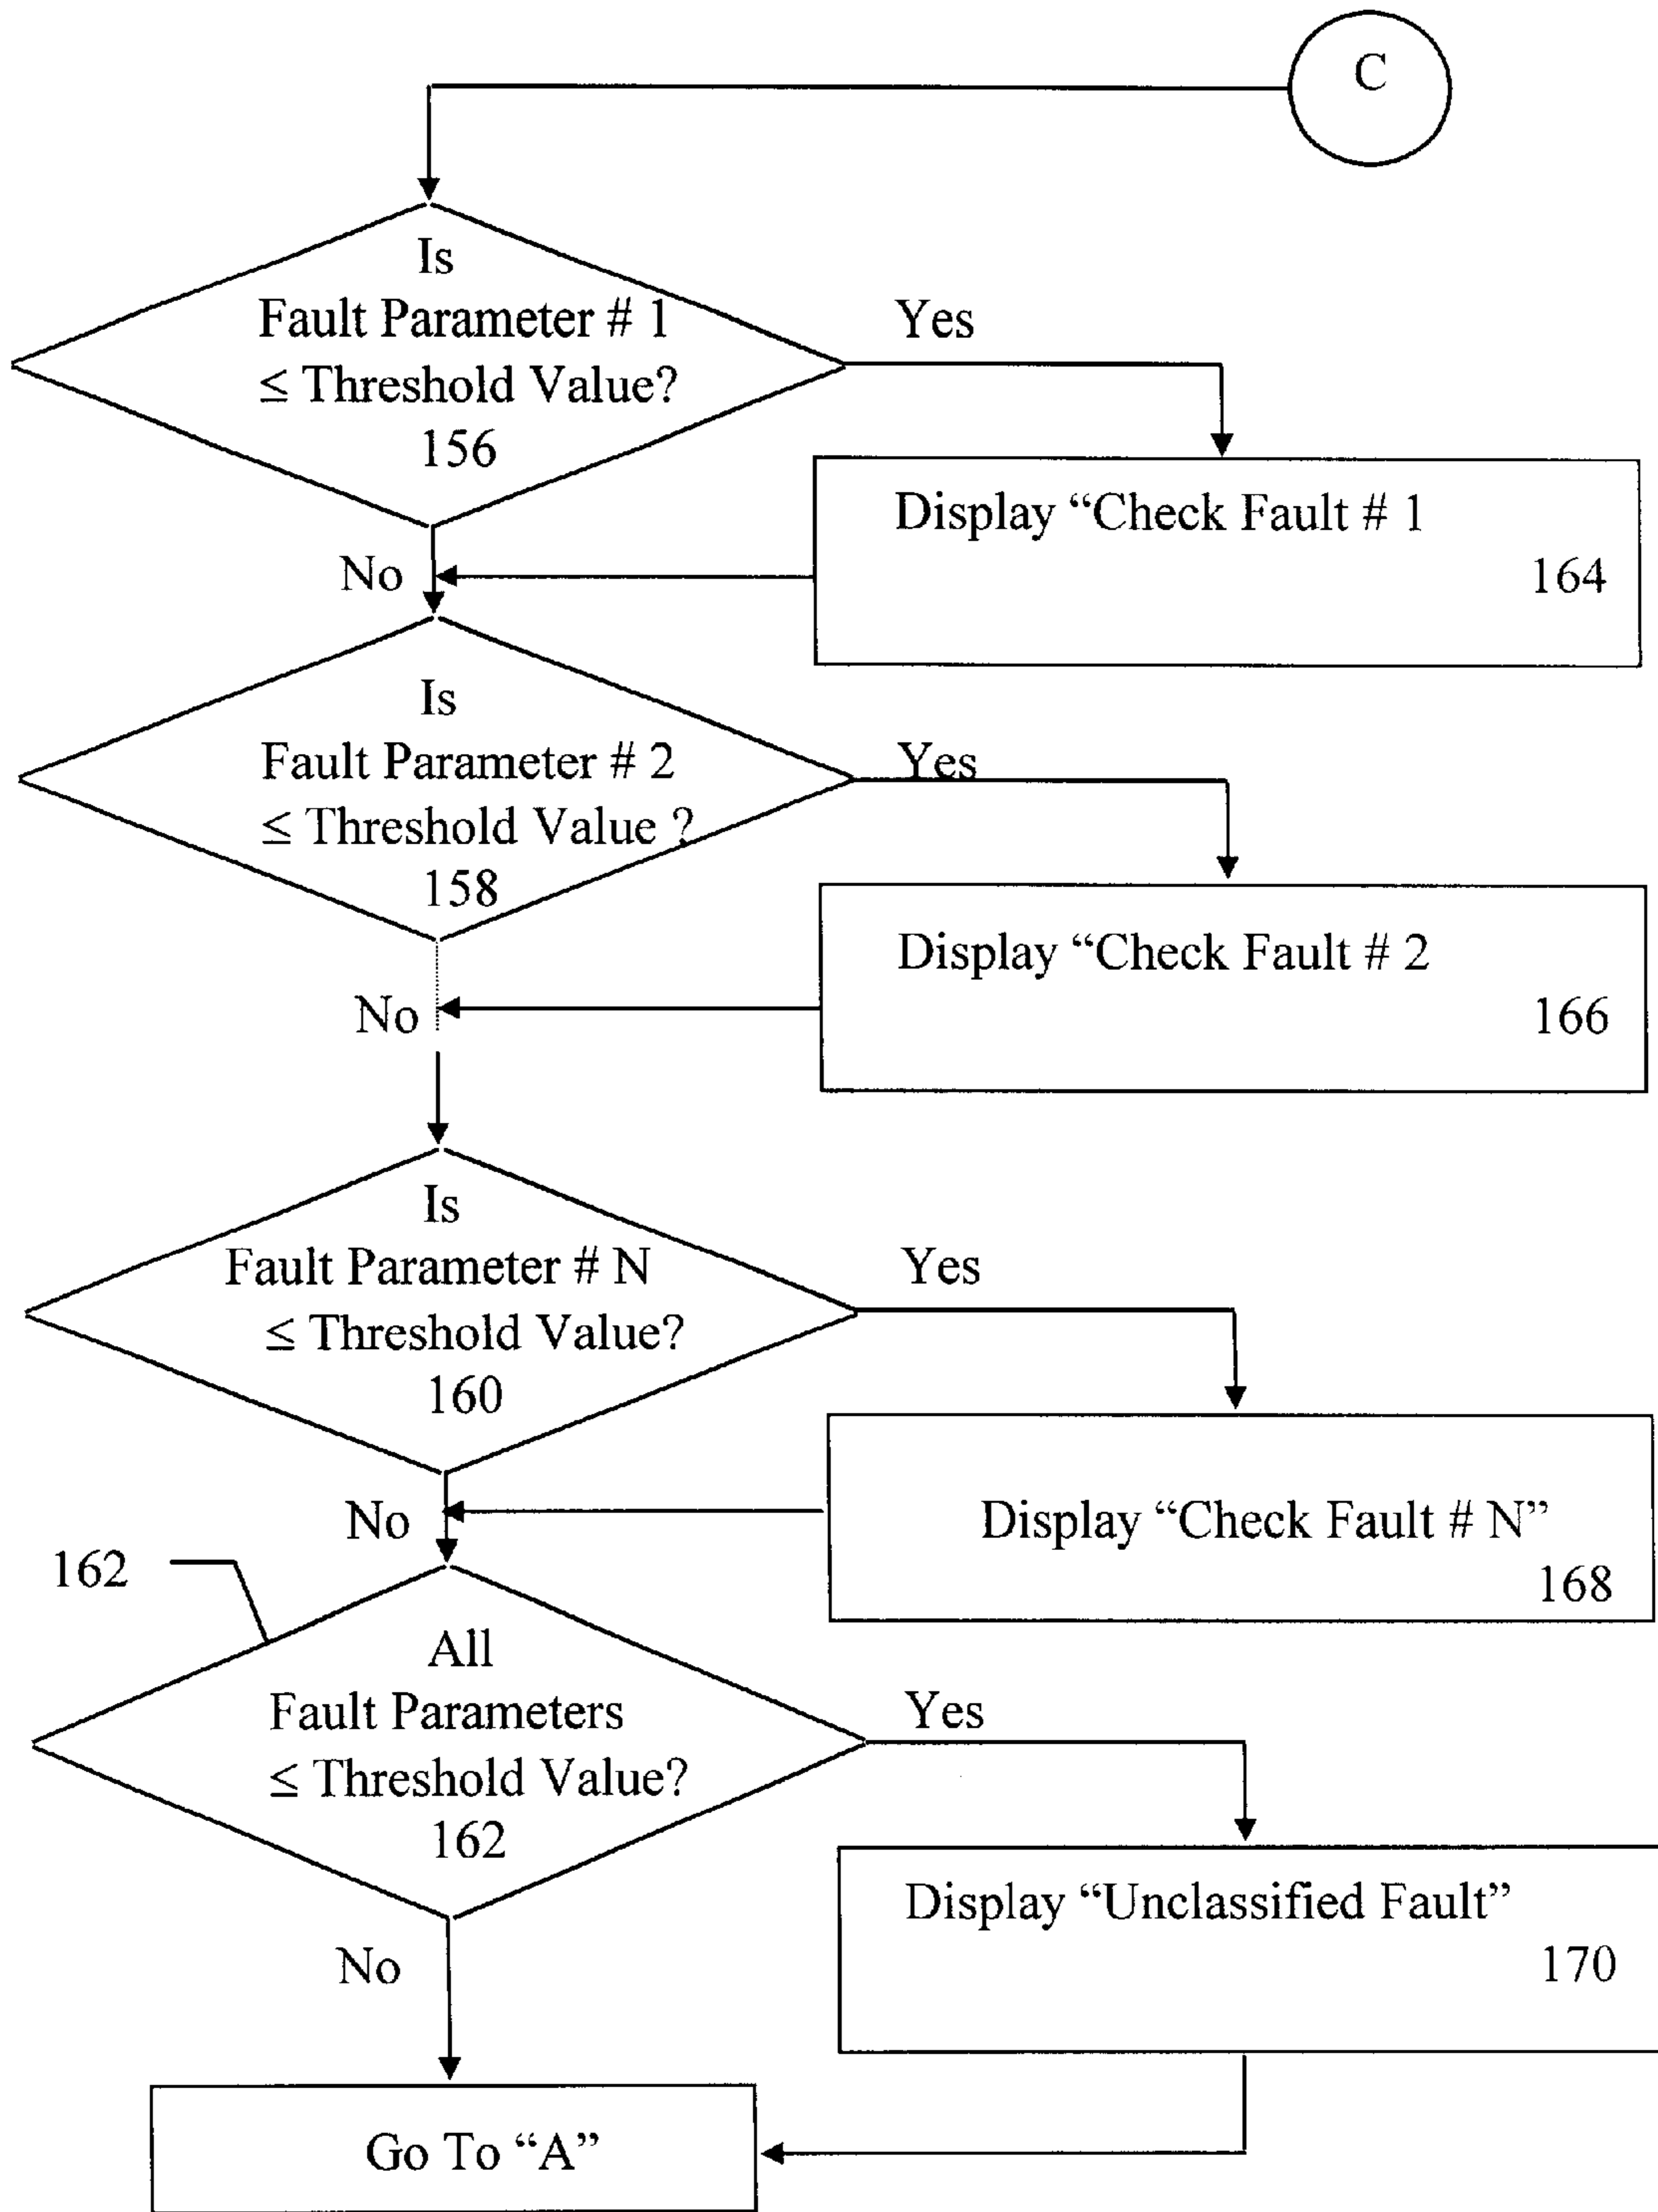 C
Is
Fault Parameter # 1
≤ Threshold Value?
156
Yes
Display “Check Fault # 1
164
No
Is
Fault Parameter # 2
≤ Threshold Value ?
158
Yes
Display “Check Fault # 2
166
No
Is
Fault Parameter # N
≤ Threshold Value?
160
Yes
Display “Check Fault # N”
168
No
162
All
Fault Parameters
≤ Threshold Value?
162
Yes
Display “Unclassified Fault”
170
No
Go To “A”